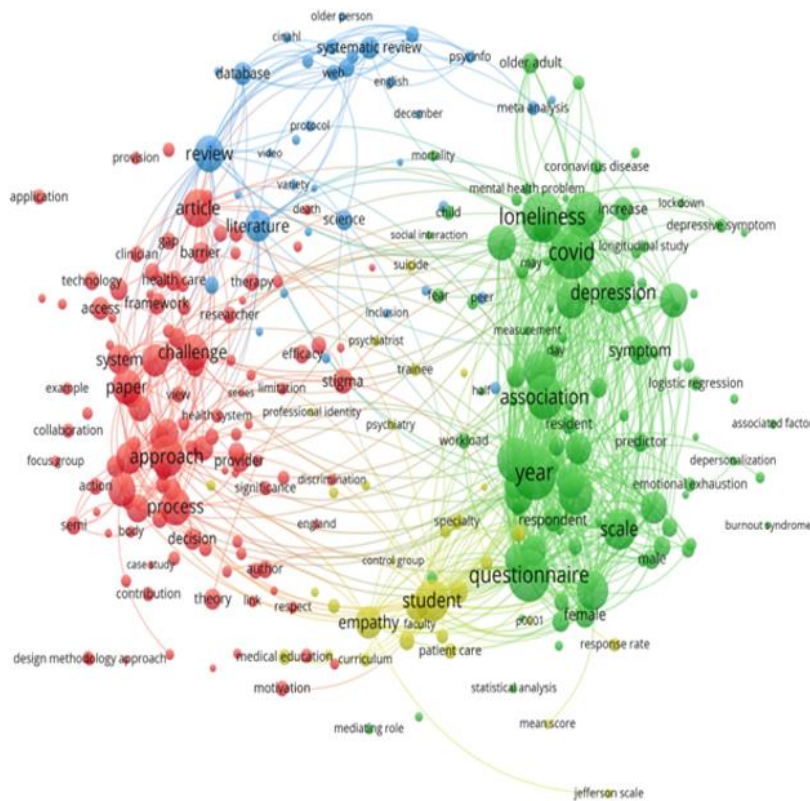 older person
cinahl
systematic review
psycinfo
older adult
database
web
english
meta analysis
december
protocol
review
video
mortality
coronavirus disease
provision
variety
mental health problem
application
article
death
child
loneliness
increase
lockdown
literature
science
depressive symptom
gap
social interaction
longitudinal study
clinician
barrier
covid
suicide
may
technology
health care
therapy
fear
peer
depression
access
framework
inclusion
researcher
measurement
psychiatrist
day
symptom
system
challenge
efficacy
trainee
example
paper
view
series
limitation
stigma
half
association
logistic regression
health system
professional identity
collaboration
psychiatry
resident
associated factor
focus group
workload
predictor
approach
provider
depersonalization
action
significance
discrimination
year
emotional exhaustion
process
semi
body
decision
england
specialty
respondent
scale
burnout syndrome
case study
author
control group
male
contribution
theory
link
respect
student
questionnaire
empathy
faculty
female
p0001
design methodology approach
medical education
curriculum
patient care
response rate
motivation
statistical analysis
mediating role
mean score
jefferson scale